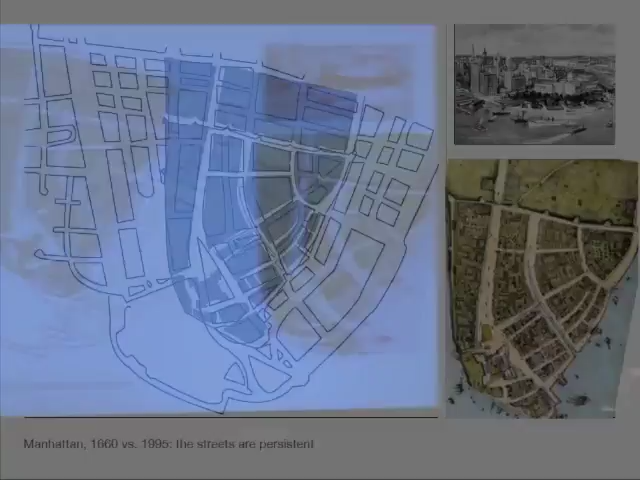 Manhattan, 1660 vs. 1995: the streets are persistent